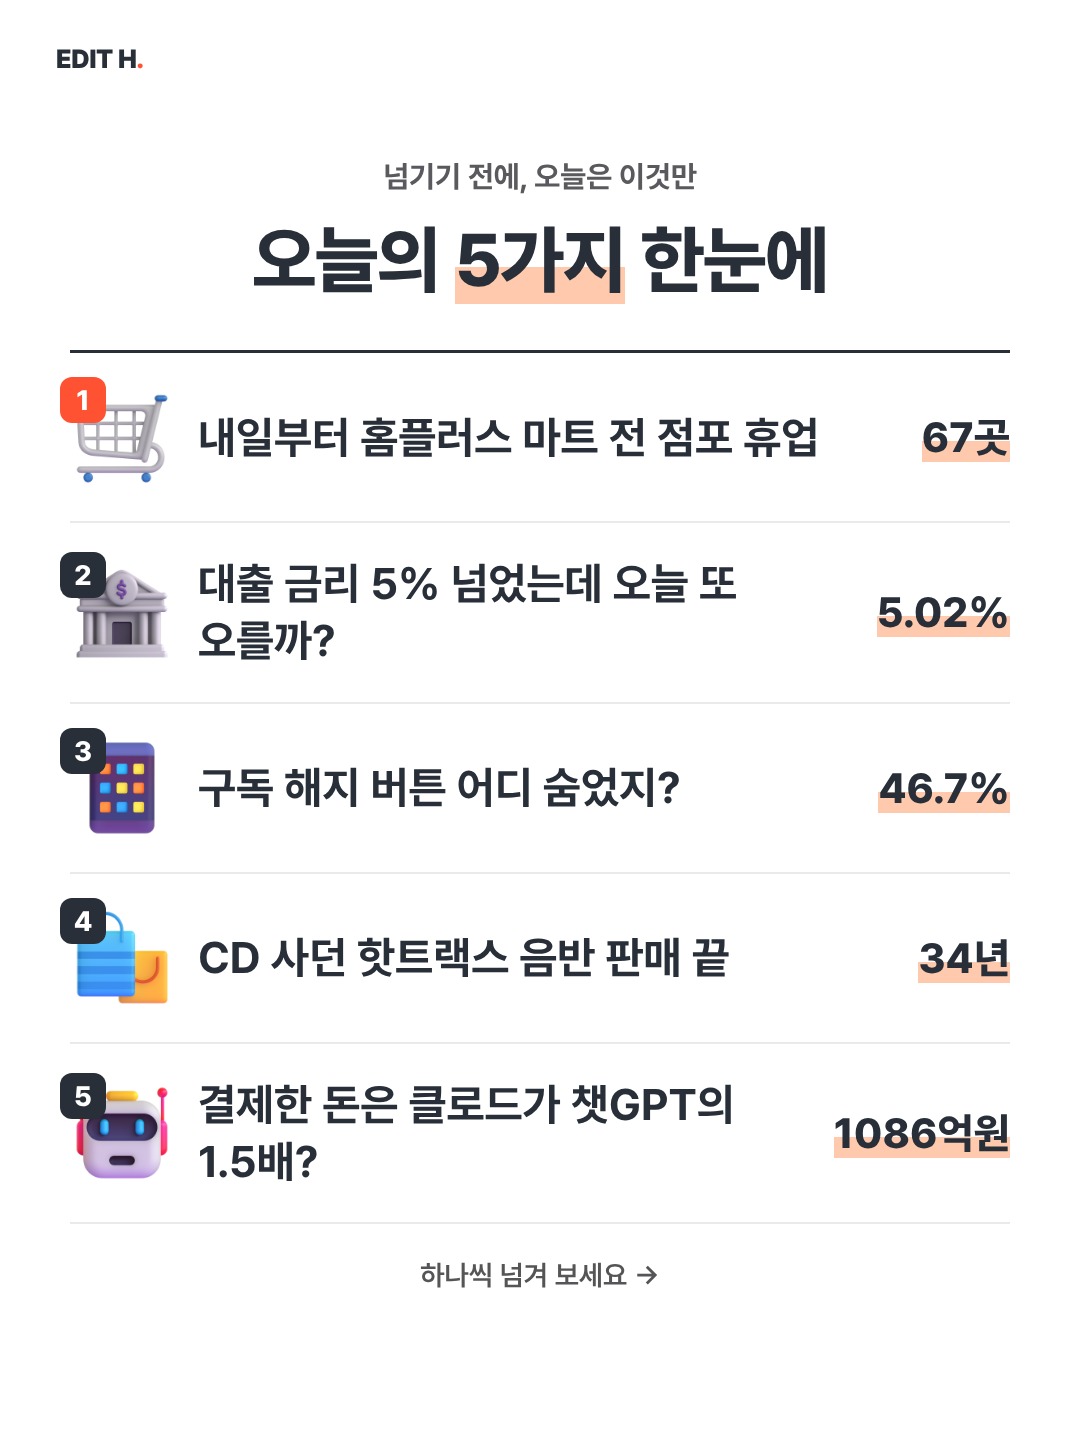 EDIT H.
넘기기 전에, 오늘은 이것만
오늘의 5가지 한눈에
1
내일부터 홈플러스 마트 전 점포 휴업
67곳
2
대출 금리 5% 넘었는데 오늘 또
오를까?
5.02%
3
구독 해지 버튼 어디 숨었지?
46.7%
4
CD 사던 핫트랙스 음반 판매 끝
34년
5
결제한 돈은 클로드가 챗GPT의
1.5배?
1086억원
하나씩 넘겨 보세요 →